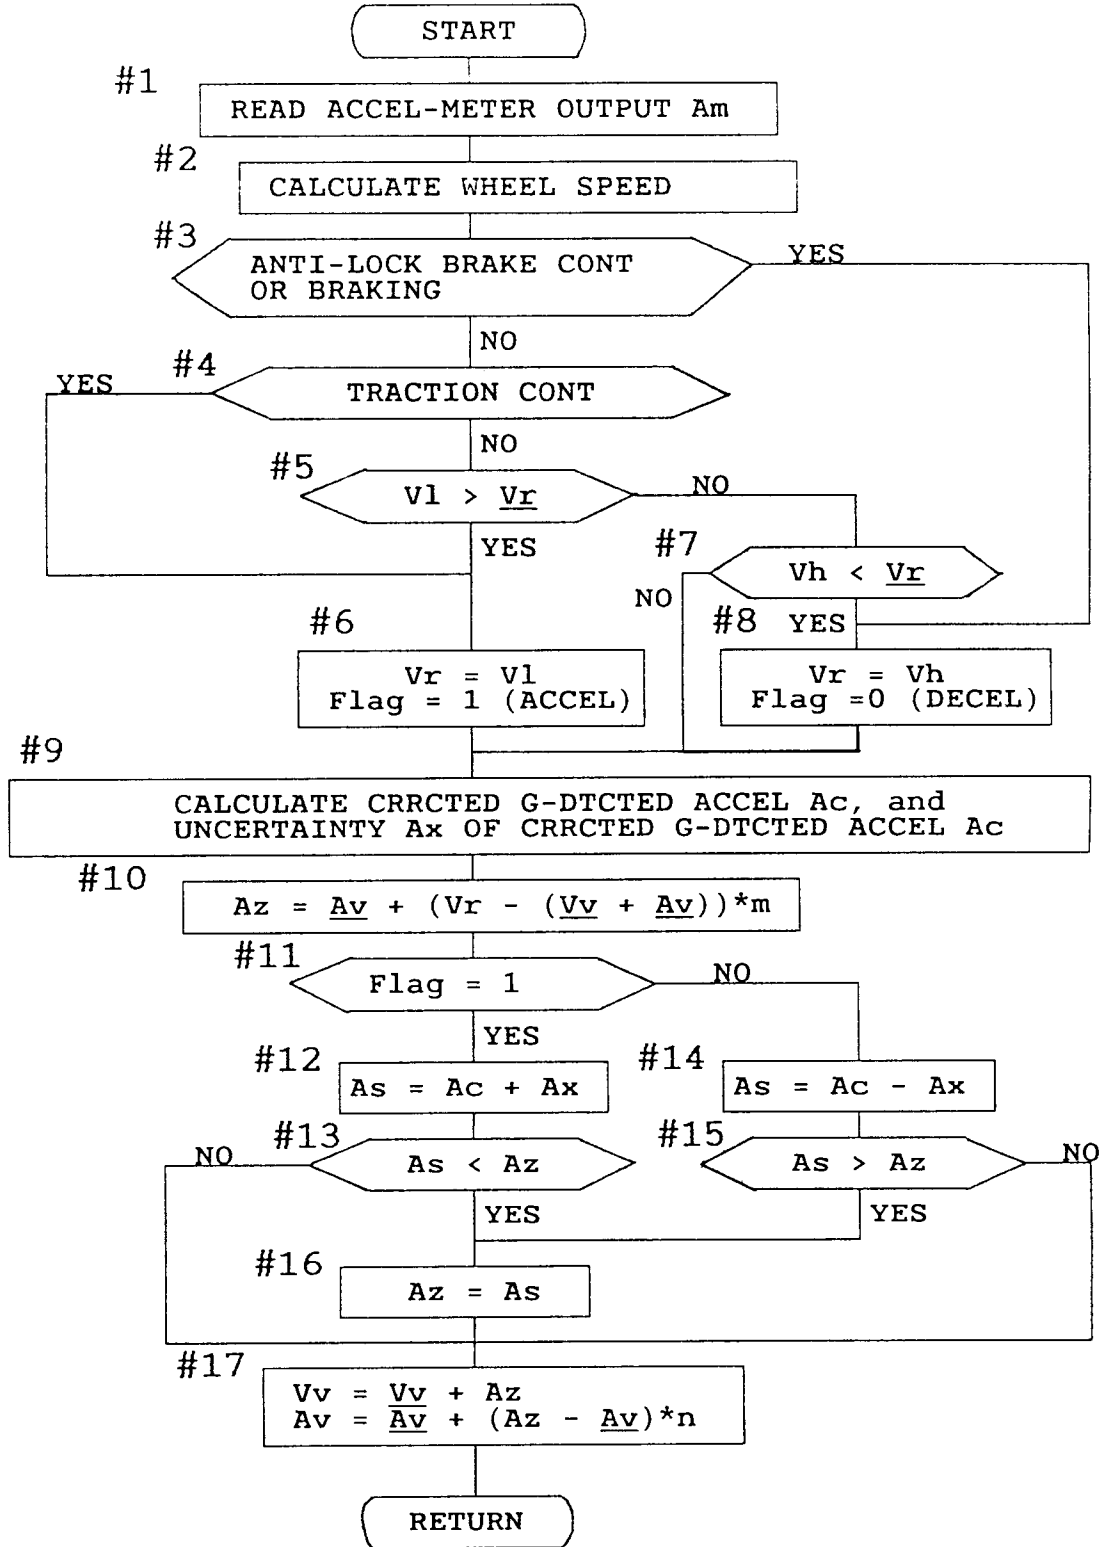 START
#1
READ ACCEL-METER OUTPUT Am
#2
CALCULATE WHEEL SPEED
#3
ANTI-LOCK BRAKE CONT
OR BRAKING
YES
NO
#4
YES
TRACTION CONT
NO
#5
Vl > Vr
NO
YES
#7
Vh < Vr
NO
#6
#8
YES
Vr = Vl
Flag = 1 (ACCEL)
Vr = Vh
Flag =0 (DECEL)
#9
CALCULATE CRRCTED G-DTCTED ACCEL Ac, and
UNCERTAINTY Ax OF CRRCTED G-DTCTED ACCEL Ac
#10
Az = Av + (Vr - (Vv + Av))*m
#11
Flag = 1
NO
YES
#12
As = Ac + Ax
#14
As = Ac - Ax
#13
NO
As < Az
YES
#15
As > Az
NO
YES
#16
Az = As
#17
Vv = Vv + Az
Av = Av + (Az - Av)*n
RETURN